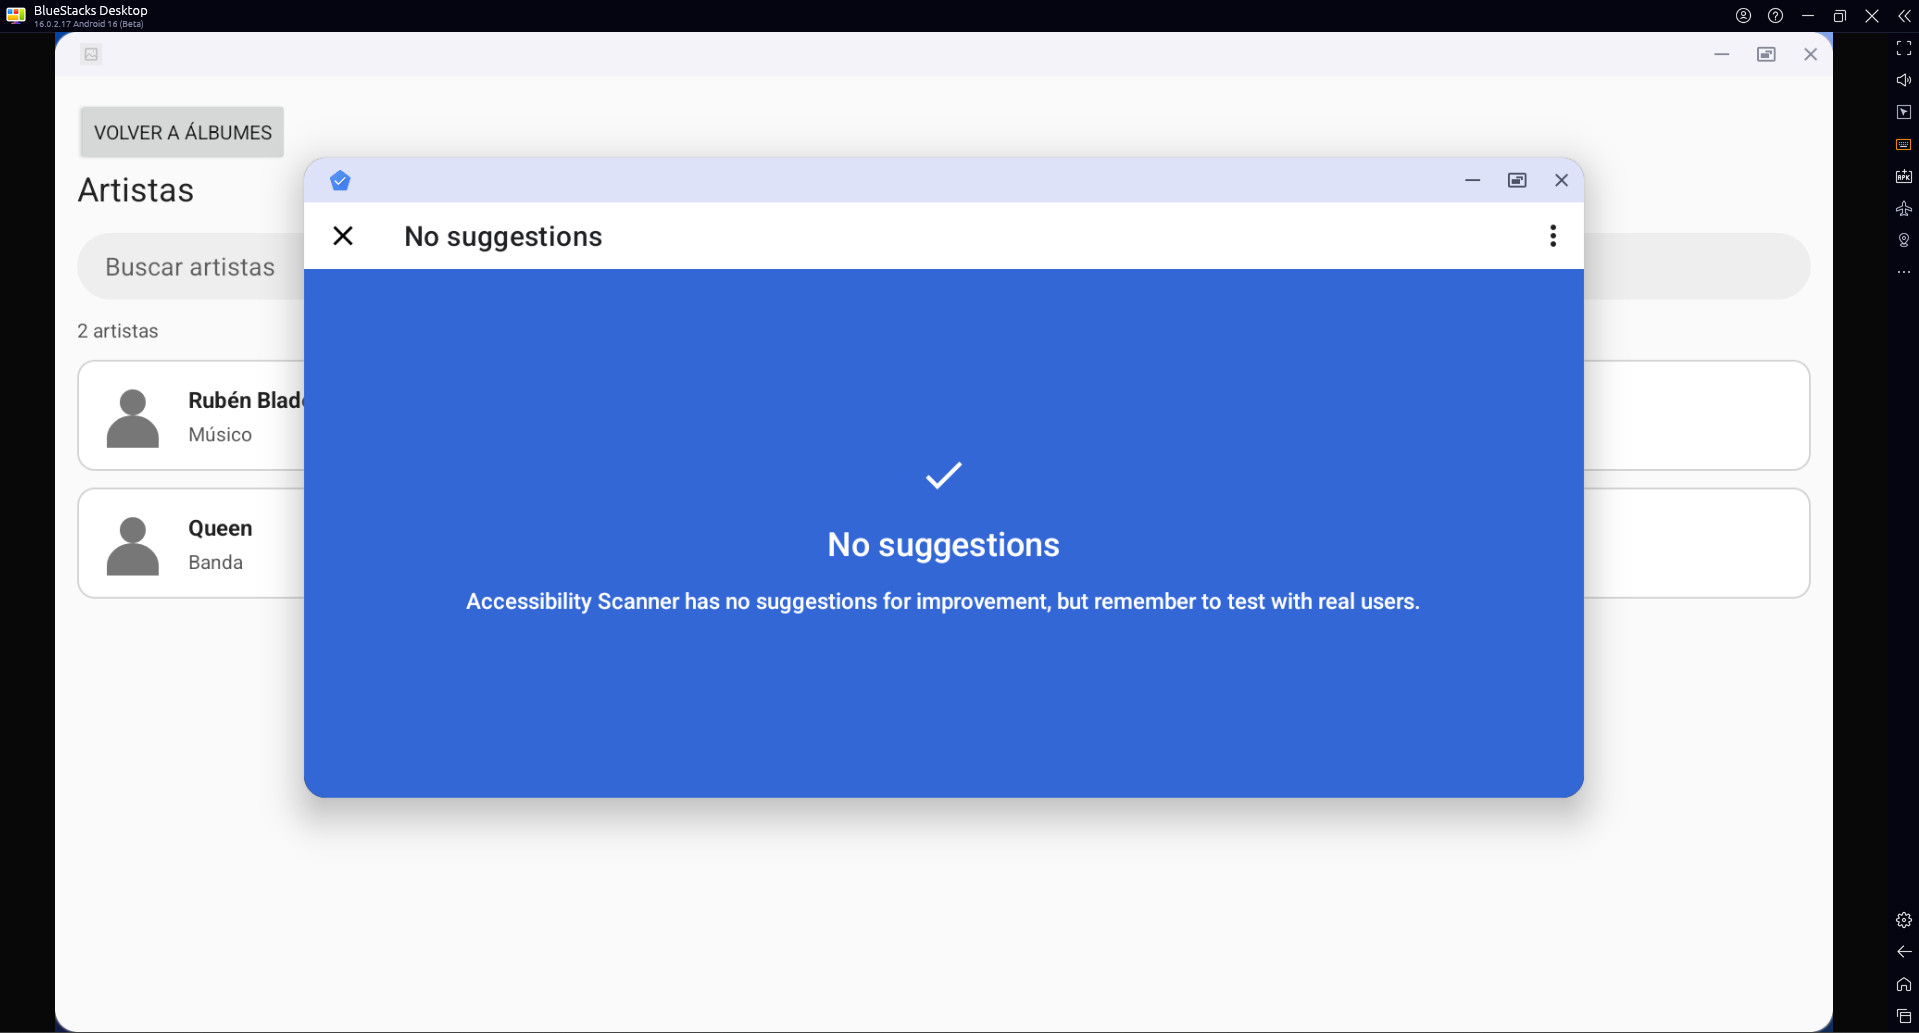 BlueStacks Desktop
16.0.2.17 Android 16 (Beta)
VOLVER A ÁLBUMES
Artistas
Buscar artistas
2 artistas
Rubén Blad
Músico
Queen
Banda
No suggestions
No suggestions
Accessibility Scanner has no suggestions for improvement, but remember to test with real users.
APK